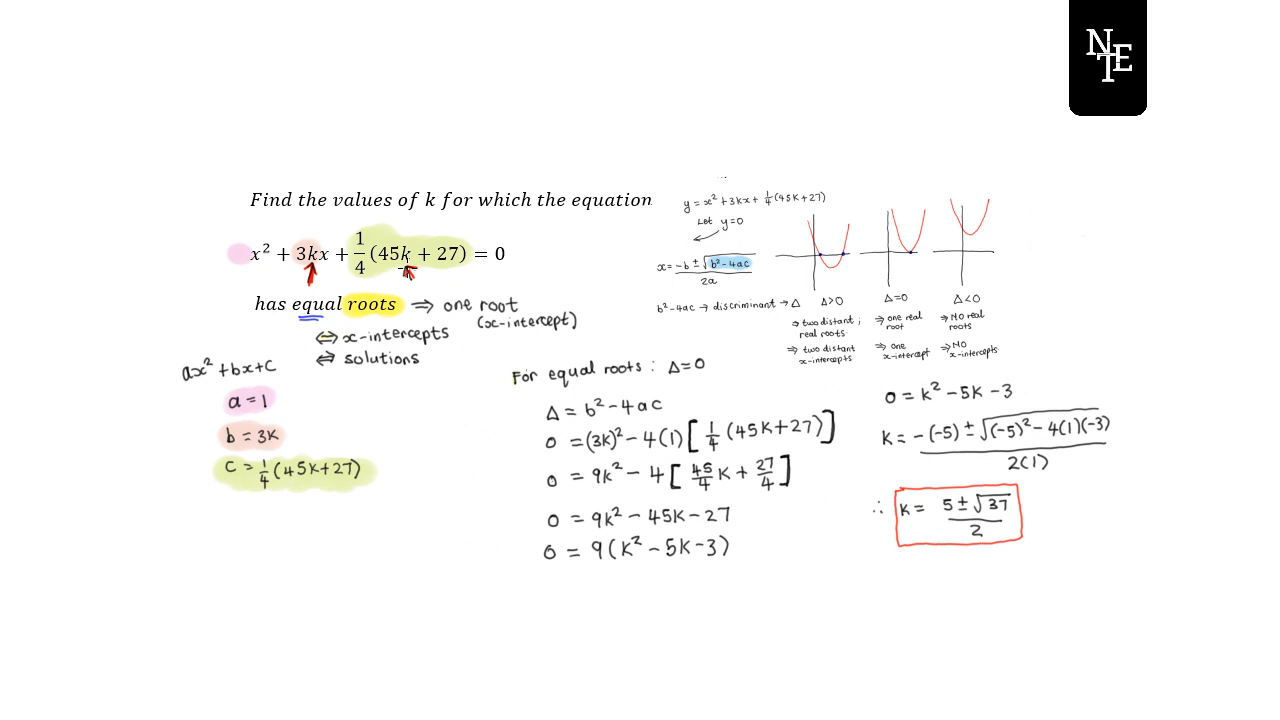 NTE
Find the values of k for which the equation
x² + 3kx + 1/4 (45k + 27) = 0
has equal roots ⇒ one root
(x-intercept)
⇔ x-intercepts
⇔ solutions
ax² + bx + c
a = 1
b = 3k
c = 1/4 (45k + 27)
y = x² + 3kx + 1/4 (45k + 27)
Let y = 0
x = -b ± √(b² - 4ac) / 2a
b² - 4ac → discriminant → Δ
Δ > 0
⇒ two distant ;
real roots
⇒ two distant
x-intercepts
Δ = 0
⇒ one real
root
⇒ one
x-intercept
Δ < 0
⇒ No real
roots
⇒ No
x-intercepts
For equal roots : Δ = 0
Δ = b² - 4ac
0 = (3k)² - 4(1) [ 1/4 (45k + 27) ]
0 = 9k² - 4 [ 45/4 k + 27/4 ]
0 = 9k² - 45k - 27
0 = 9(k² - 5k - 3)
0 = k² - 5k - 3
k = -(-5) ± √((-5)² - 4(1)(-3)) / 2(1)
∴ k = 5 ± √37 / 2